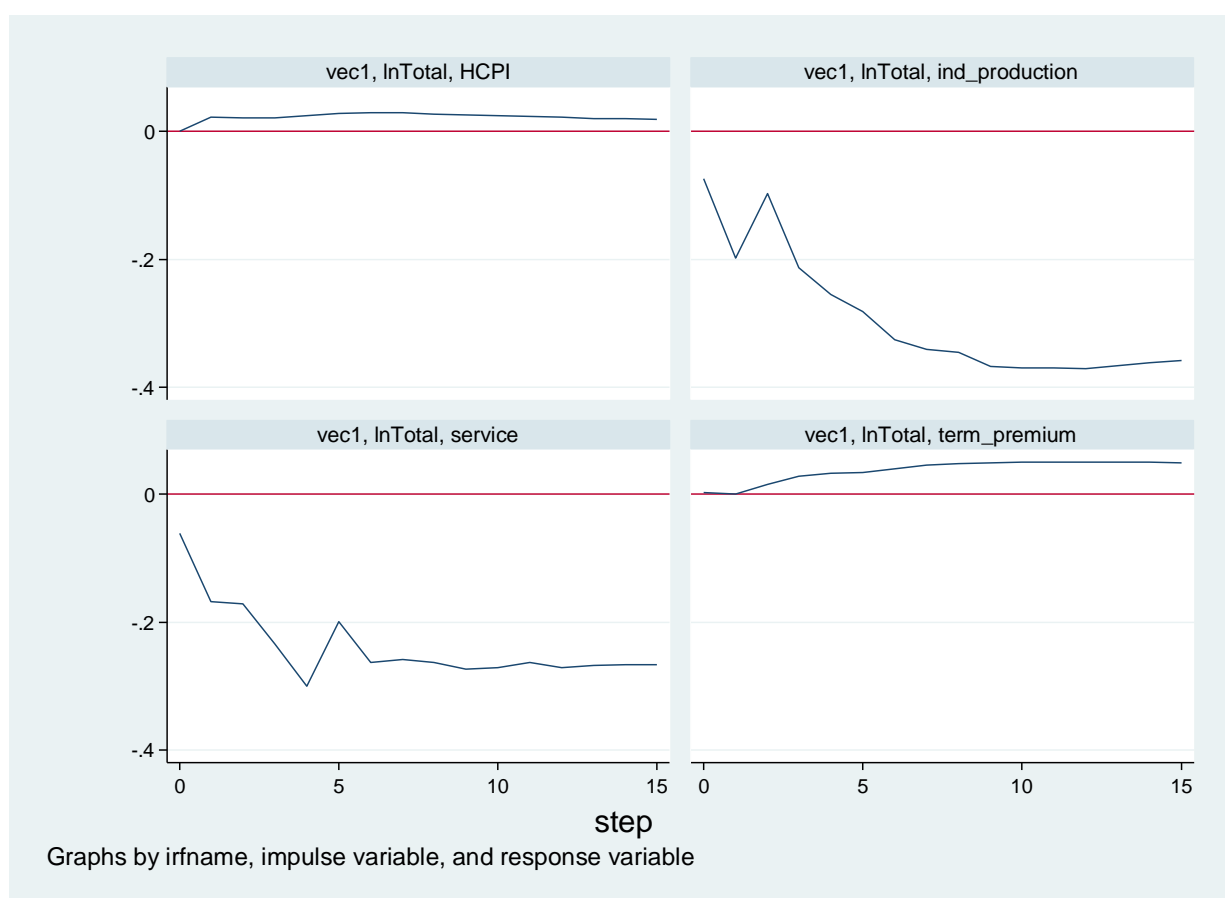 vec1, lnTotal, HCPI
vec1, lnTotal, ind_production
0
-.2
-.4
vec1, lnTotal, service
vec1, lnTotal, term_premium
0
-.2
-.4
0 5 10 15 0 5 10 15
step
Graphs by irfname, impulse variable, and response variable